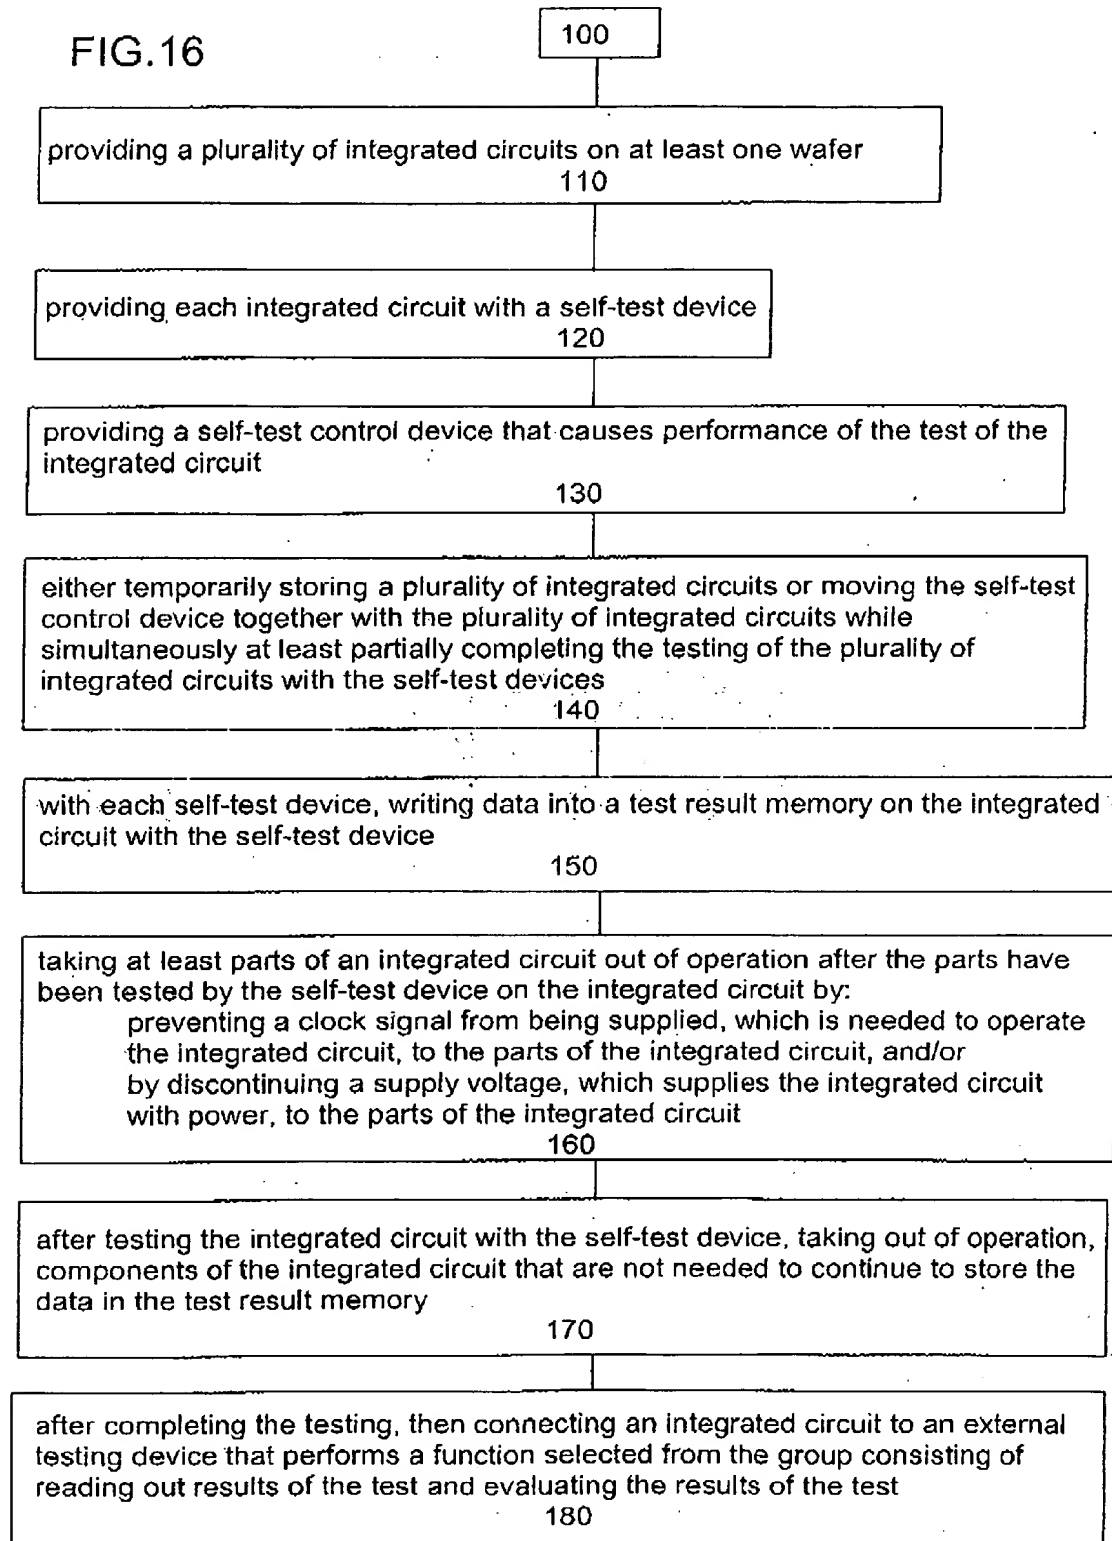 FIG.16
100
providing a plurality of integrated circuits on at least one wafer
110
providing each integrated circuit with a self-test device
120
providing a self-test control device that causes performance of the test of the
integrated circuit
130
either temporarily storing a plurality of integrated circuits or moving the self-test
control device together with the plurality of integrated circuits while
simultaneously at least partially completing the testing of the plurality of
integrated circuits with the self-test devices
140
with each self-test device, writing data into a test result memory on the integrated
circuit with the self-test device
150
taking at least parts of an integrated circuit out of operation after the parts have
been tested by the self-test device on the integrated circuit by:
preventing a clock signal from being supplied, which is needed to operate
the integrated circuit, to the parts of the integrated circuit, and/or
by discontinuing a supply voltage, which supplies the integrated circuit
with power, to the parts of the integrated circuit
160
after testing the integrated circuit with the self-test device, taking out of operation,
components of the integrated circuit that are not needed to continue to store the
data in the test result memory
170
after completing the testing, then connecting an integrated circuit to an external
testing device that performs a function selected from the group consisting of
reading out results of the test and evaluating the results of the test
180